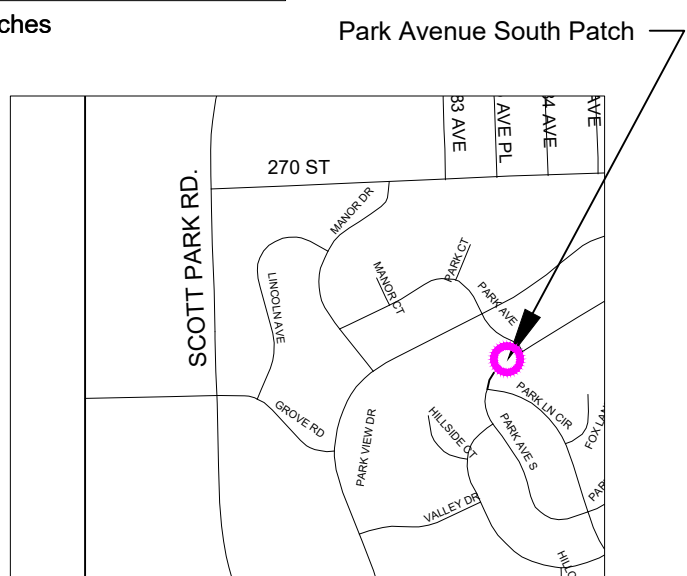 ches
Park Avenue South Patch
83 AVE
AVE PL
4 AVE
AVE
270 ST
SCOTT PARK RD.
MANOR DR
LINCOLN AVE
MANOR CT
PARK CT
PARK AVE
GROVE RD
PARK VIEW DR
HILLSIDE CT
PARK LN CIR
PARK AVE S
FOX LAN
PAR
VALLEY DR
HILLC